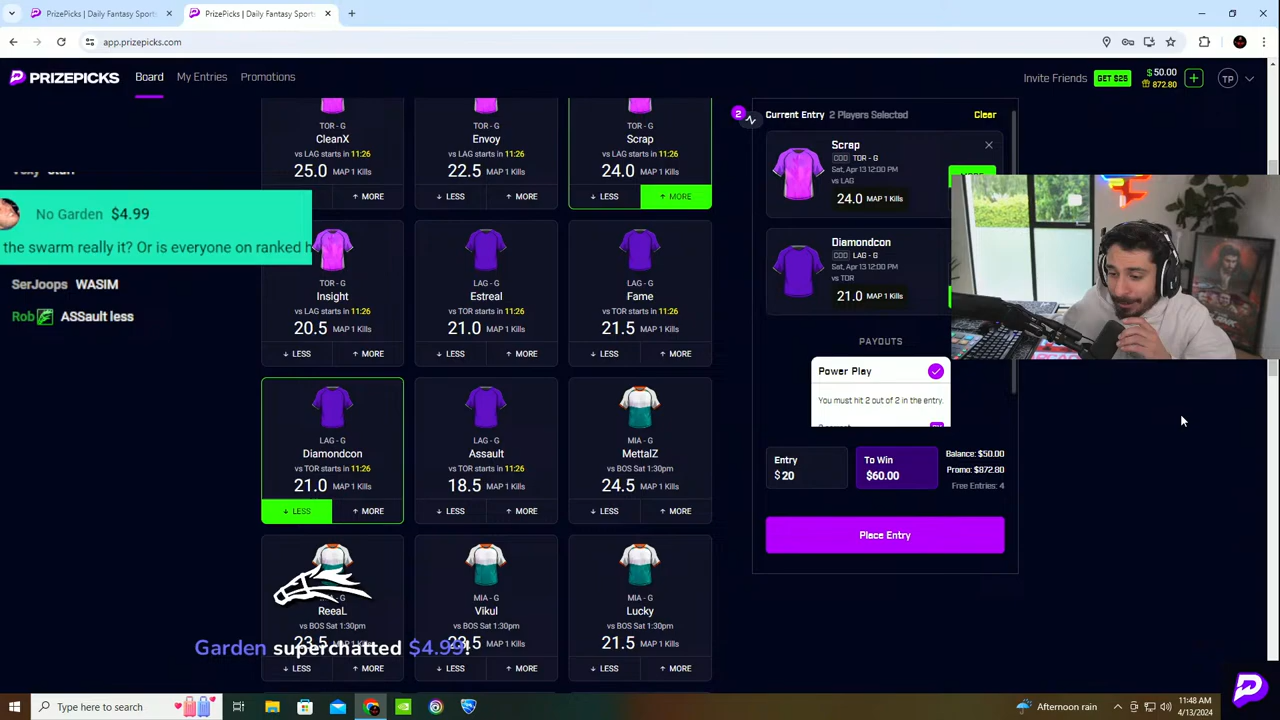 PrizePicks | Daily Fantasy Sport
PrizePicks | Daily Fantasy Sports
app.prizepicks.com
PRIZEPICKS
Board
My Entries
Promotions
Invite Friends
GET $25
$50.00
872.80
TP
TOR - G
CleanX
vs LAG starts in 11:26
25.0 MAP 1 Kills
↓ LESS
↑ MORE
TOR - G
Envoy
vs LAG starts in 11:26
22.5 MAP 1 Kills
↓ LESS
↑ MORE
TOR - G
Scrap
vs LAG starts in 11:26
24.0 MAP 1 Kills
↓ LESS
↑ MORE
No Garden $4.99
the swarm really it? Or is everyone on ranked
SerJoops WASIM
Rob ASSault less
TOR - G
Insight
vs LAG starts in 11:26
20.5 MAP 1 Kills
↓ LESS
↑ MORE
LAG - G
Estreal
vs TOR starts in 11:26
21.0 MAP 1 Kills
↓ LESS
↑ MORE
LAG - G
Fame
vs TOR starts in 11:26
21.5 MAP 1 Kills
↓ LESS
↑ MORE
LAG - G
Diamondcon
vs TOR starts in 11:26
21.0 MAP 1 Kills
↓ LESS
↑ MORE
LAG - G
Assault
vs TOR starts in 11:26
18.5 MAP 1 Kills
↓ LESS
↑ MORE
MIA - G
MettalZ
vs BOS Sat 1:30pm
24.5 MAP 1 Kills
↓ LESS
↑ MORE
ReeaL
vs BOS Sat 1:30pm
MAP 1 Kills
↓ LESS
↑ MORE
MIA - G
Vikul
vs BOS Sat 1:30pm
MAP 1 Kills
↓ LESS
↑ MORE
MIA - G
Lucky
vs BOS Sat 1:30pm
21.5 MAP 1 Kills
↓ LESS
↑ MORE
Garden superchatted $4.99!
2
Current Entry 2 Players Selected
Clear
Scrap
COD TOR - G
Sat, Apr 13 12:00 PM
vs LAG
24.0 MAP 1 Kills
Diamondcon
COD LAG - G
Sat, Apr 13 12:00 PM
vs TOR
21.0 MAP 1 Kills
PAYOUTS
Power Play
You must hit 2 out of 2 in the entry.
Entry
$ 20
To Win
$60.00
Balance: $50.00
Promo: $872.80
Free Entries: 4
Place Entry
Type here to search
Afternoon rain
11:48 AM
4/13/2024